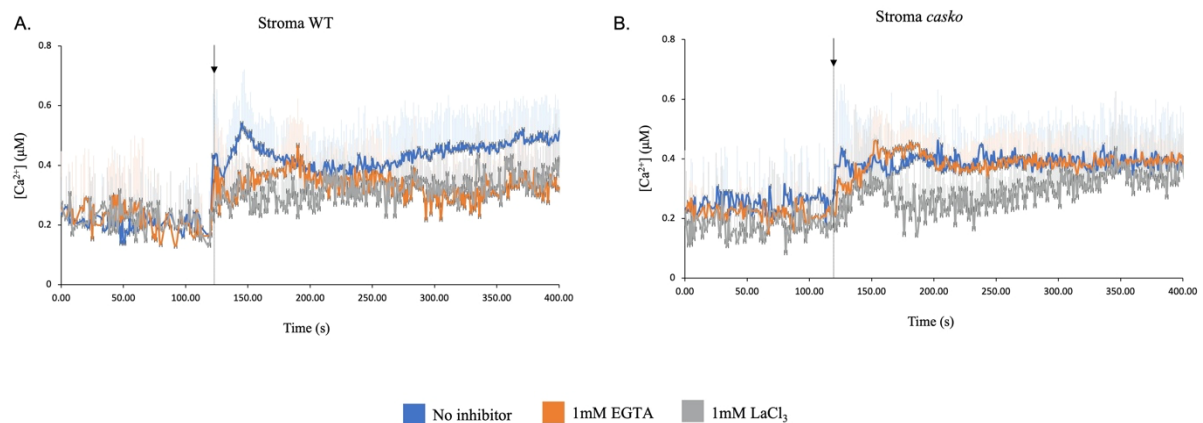 A.
Stroma WT
[Ca²⁺] (µM)
0.8
0.6
0.4
0.2
0
0.00 50.00 100.00 150.00 200.00 250.00 300.00 350.00 400.00
Time (s)
B.
Stroma casko
[Ca²⁺] (µM)
0.8
0.6
0.4
0.2
0
0.00 50.00 100.00 150.00 200.00 250.00 300.00 350.00 400.00
Time (s)
No inhibitor
1mM EGTA
1mM LaCl₃